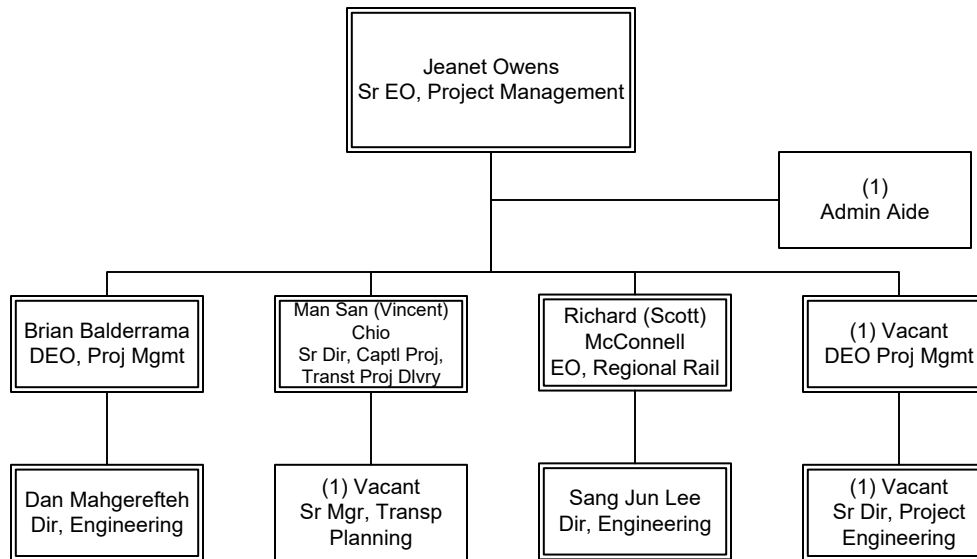 Jeanet Owens
Sr EO, Project Management
(1)
Admin Aide
Brian Balderrama
DEO, Proj Mgmt
Man San (Vincent)
Chio
Sr Dir, Captl Proj,
Transt Proj Dlvry
Richard (Scott)
McConnell
EO, Regional Rail
(1) Vacant
DEO Proj Mgmt
Dan Mahgerefteh
Dir, Engineering
(1) Vacant
Sr Mgr, Transp
Planning
Sang Jun Lee
Dir, Engineering
(1) Vacant
Sr Dir, Project
Engineering